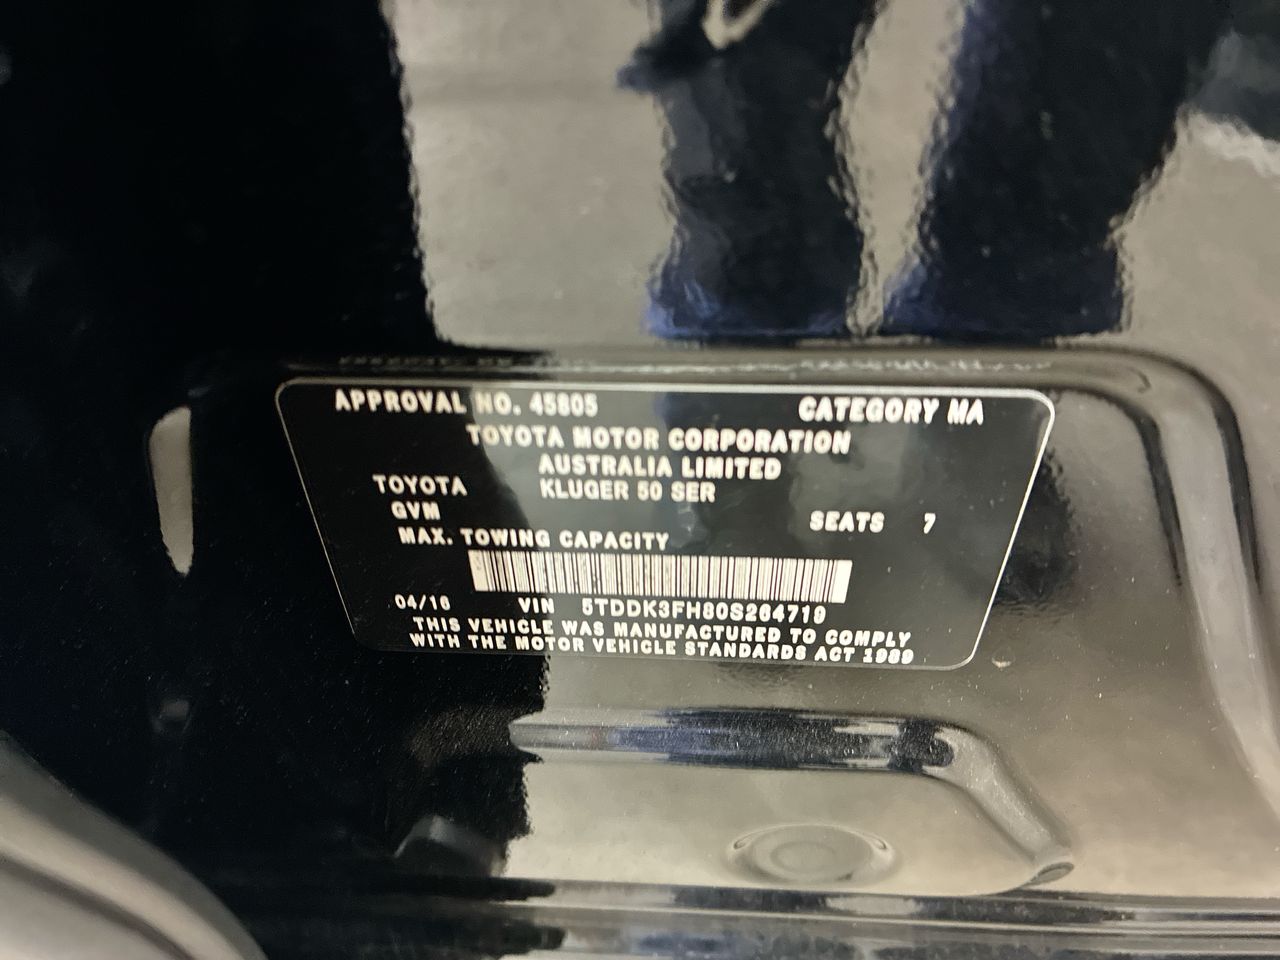 APPROVAL NO. 45805 CATEGORY MA
TOYOTA MOTOR CORPORATION
AUSTRALIA LIMITED
TOYOTA KLUGER 50 SER
GVM SEATS 7
MAX. TOWING CAPACITY
04/16 VIN 5TDDK3FH80S264719
THIS VEHICLE WAS MANUFACTURED TO COMPLY
WITH THE MOTOR VEHICLE STANDARDS ACT 1989